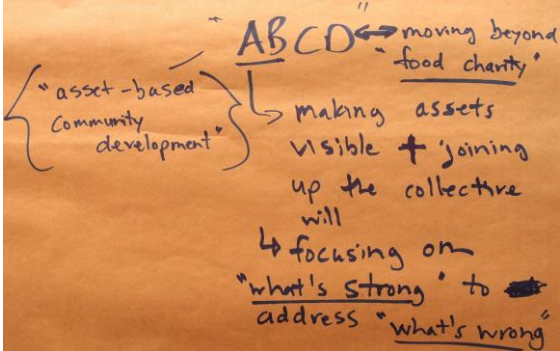 "ABCD" ↔ moving beyond
"food charity"
{"asset-based
community
development"}
↳ making assets
visible + joining
up the collective
will
↳ focusing on
"what's strong" to
address "what's wrong"